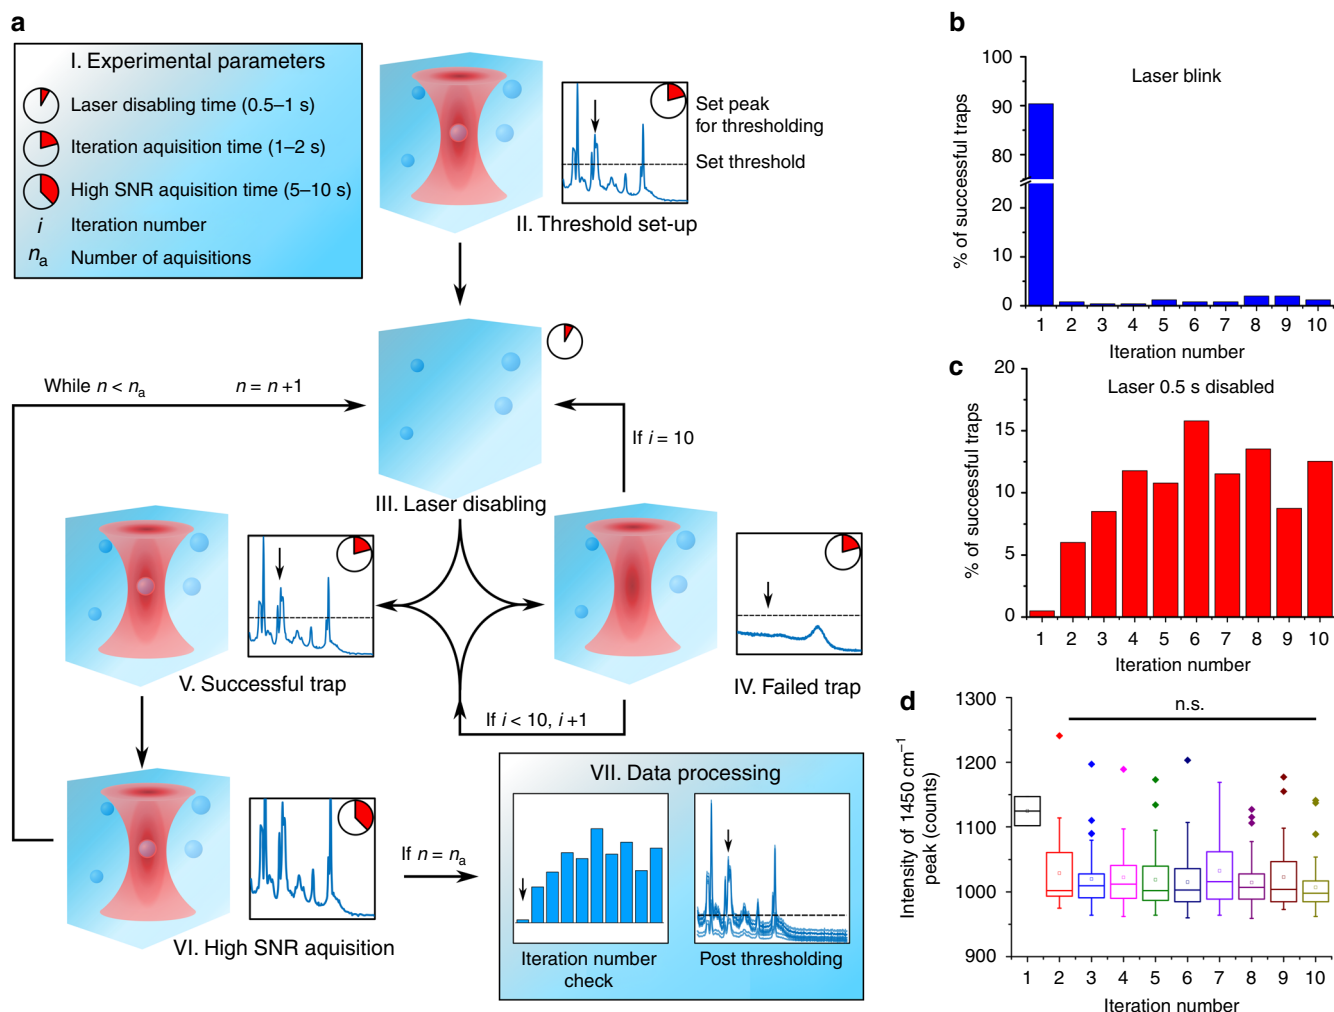 a
I. Experimental parameters
Laser disabling time (0.5–1 s)
Iteration aquisition time (1–2 s)
High SNR aquisition time (5–10 s)
i Iteration number
nₐ Number of aquisitions
Set peak
for thresholding
Set threshold
II. Threshold set-up
While n < nₐ
n = n +1
If i = 10
III. Laser disabling
V. Successful trap
IV. Failed trap
If i < 10, i +1
VI. High SNR aquisition
If n = nₐ
VII. Data processing
Iteration number
check
Post thresholding
b
Laser blink
% of successful traps
100
90
80
20
10
0
1 2 3 4 5 6 7 8 9 10
Iteration number
c
Laser 0.5 s disabled
% of successful traps
20
15
10
5
0
1 2 3 4 5 6 7 8 9 10
Iteration number
d
n.s.
Intensity of 1450 cm⁻¹
peak (counts)
1300
1200
1100
1000
900
1 2 3 4 5 6 7 8 9 10
Iteration number